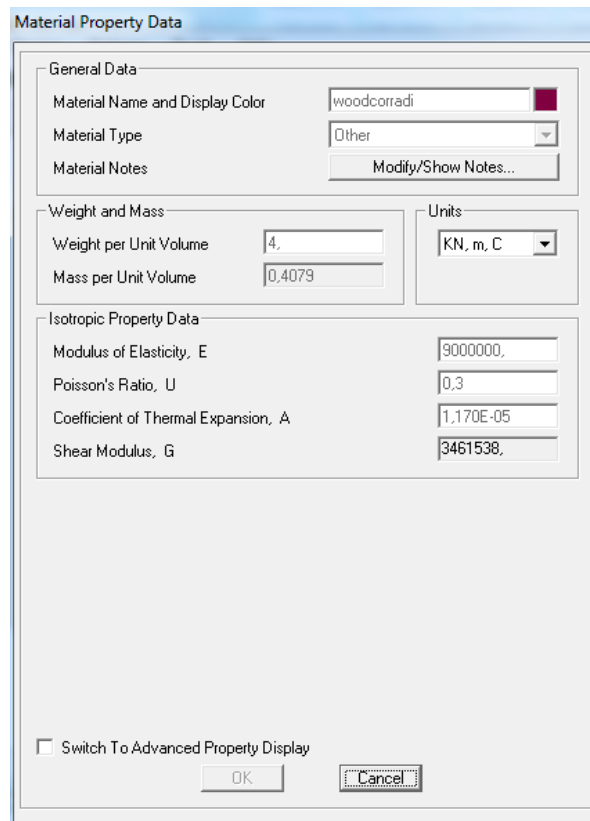 Material Property Data
General Data
Material Name and Display Color woodcorradi
Material Type Other
Material Notes Modify/Show Notes...
Weight and Mass
Weight per Unit Volume 4,
Mass per Unit Volume 0,4079
Units
KN, m, C
Isotropic Property Data
Modulus of Elasticity, E 9000000,
Poisson's Ratio, U 0,3
Coefficient of Thermal Expansion, A 1,170E-05
Shear Modulus, G 3461538,
Switch To Advanced Property Display
OK Cancel